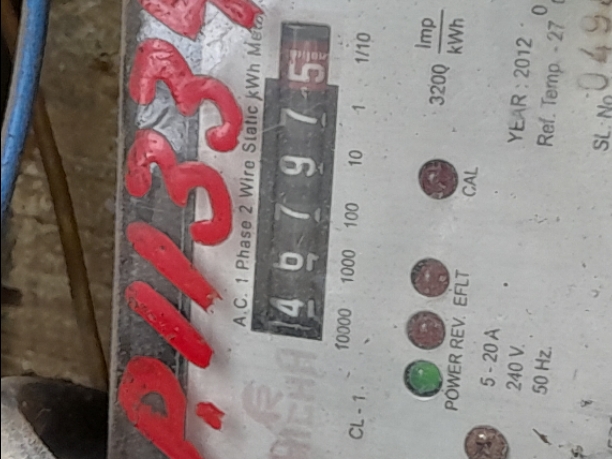 P.11334
A.C. 1 Phase 2 Wire Static kWh Meter
46797 5
10000 1000 100 10 1 1/10
3200 Imp/kWh
CAL
POWER REV. EFLT
CL - 1
5 - 20 A
240 V.
50 Hz.
YEAR : 2012
Ref. Temp. - 27
SL. No. 049